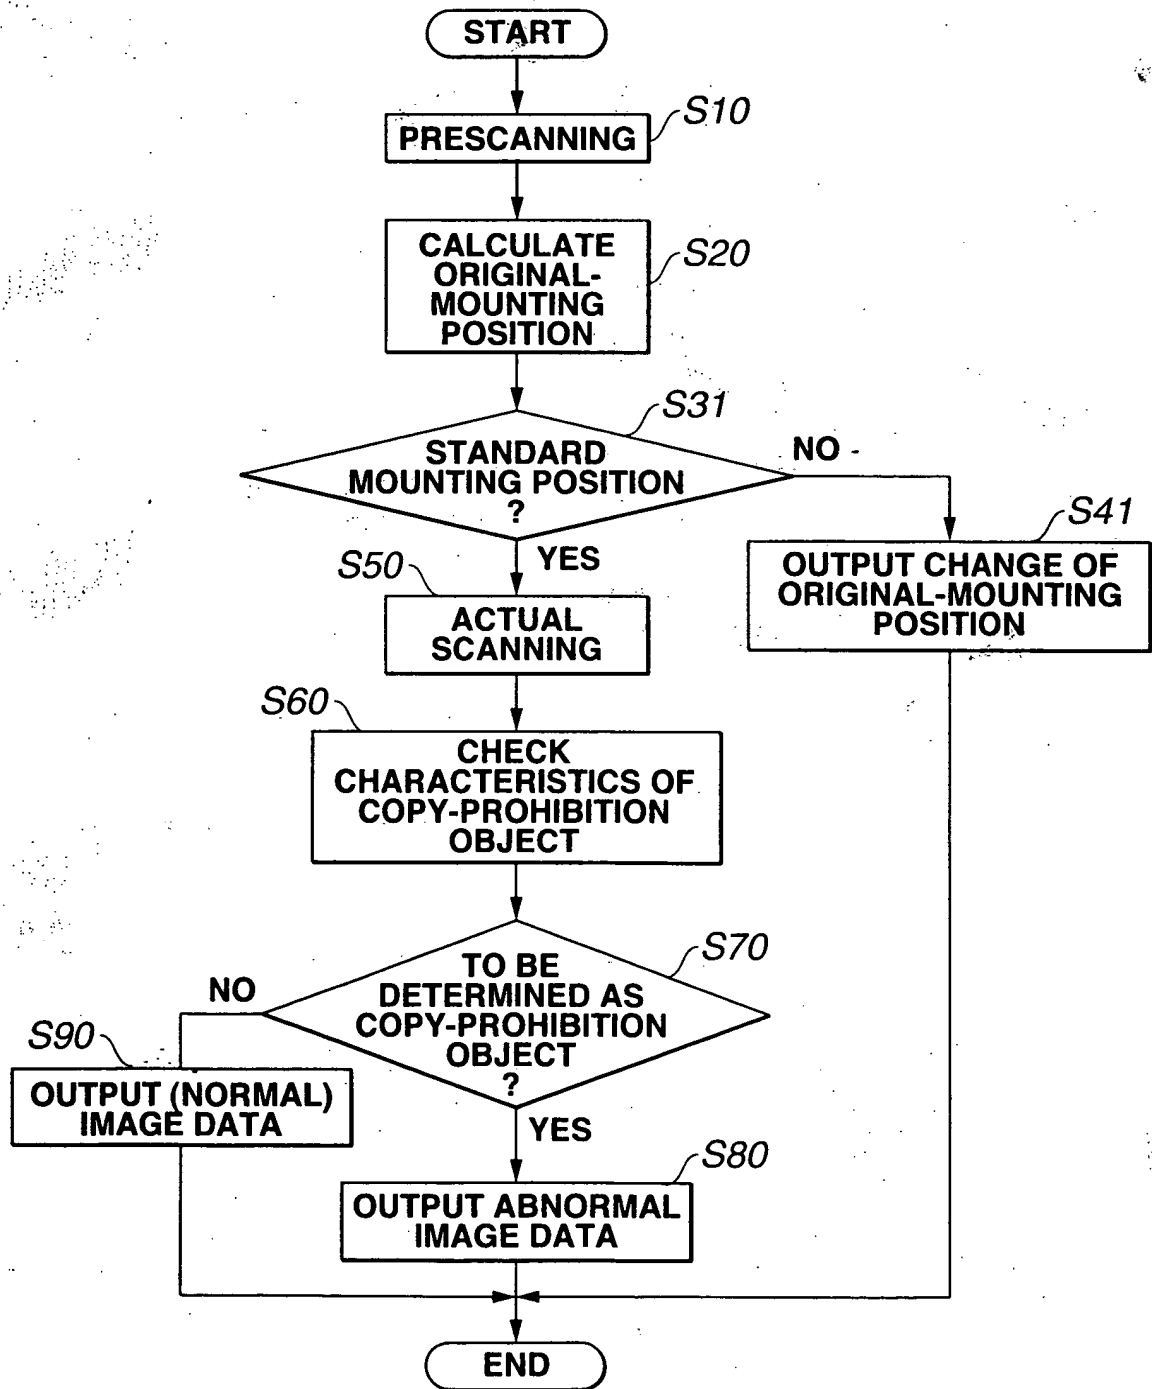 START
S10
PRESCANNING
S20
CALCULATE
ORIGINAL-
MOUNTING
POSITION
S31
STANDARD
MOUNTING POSITION
?
NO
YES
S41
OUTPUT CHANGE OF
ORIGINAL-MOUNTING
POSITION
S50
ACTUAL
SCANNING
S60
CHECK
CHARACTERISTICS OF
COPY-PROHIBITION
OBJECT
S70
TO BE
DETERMINED AS
COPY-PROHIBITION
OBJECT
?
NO
YES
S90
OUTPUT (NORMAL)
IMAGE DATA
S80
OUTPUT ABNORMAL
IMAGE DATA
END